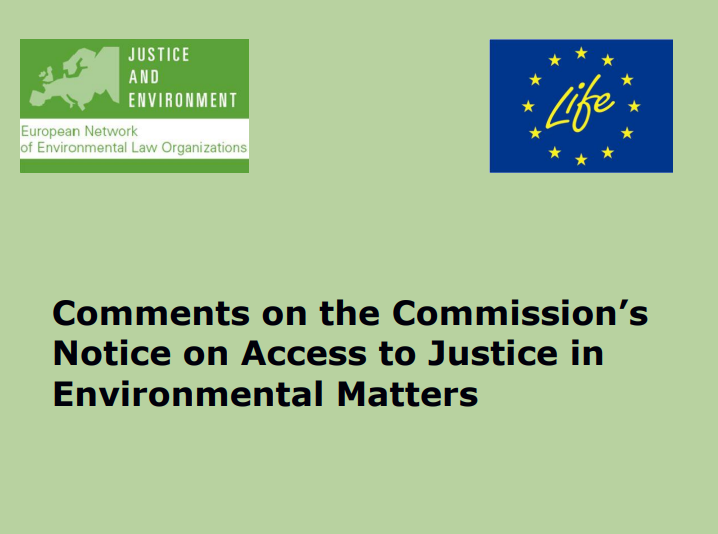 JUSTICE
AND
ENVIRONMENT
European Network
of Environmental Law Organizations
Life
Comments on the Commission’s
Notice on Access to Justice in
Environmental Matters